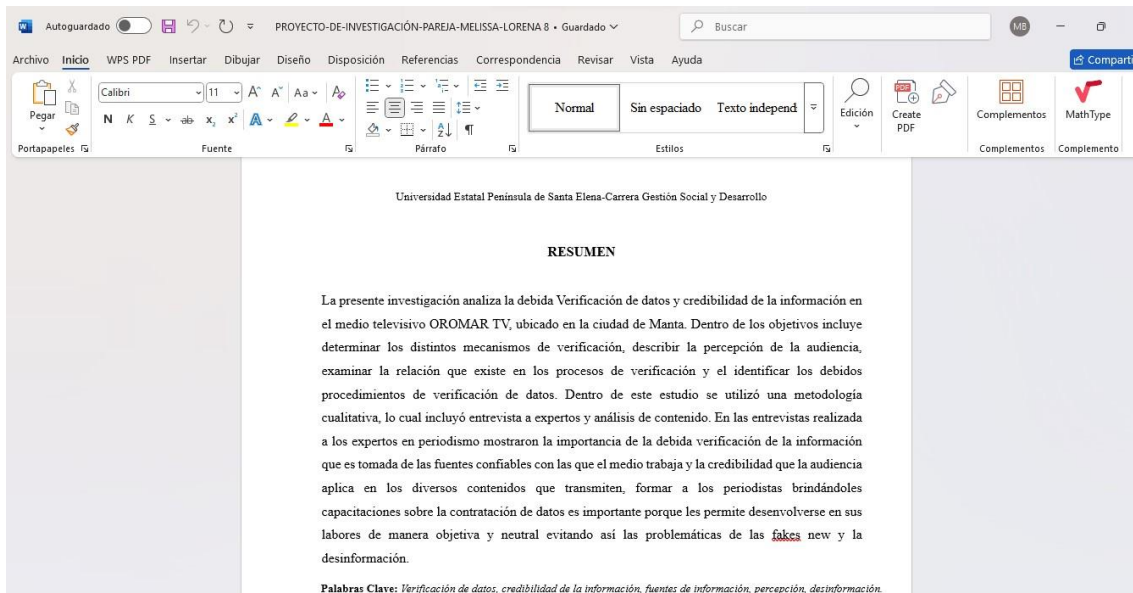 Autoguardado
PROYECTO-DE-INVESTIGACIÓN-PAREJA-MELISSA-LORENA 8 • Guardado
Buscar
MB
Archivo Inicio WPS PDF Insertar Dibujar Diseño Disposición Referencias Correspondencia Revisar Vista Ayuda
Comparti
Pegar
Calibri
11
Aa
N K S ab x₂ x² A A
Normal
Sin espaciado
Texto independ
Edición
Create PDF
Complementos
MathType
Portapapeles
Fuente
Párrafo
Estilos
Complementos
Complemento
Universidad Estatal Península de Santa Elena-Carrera Gestión Social y Desarrollo
RESUMEN
La presente investigación analiza la debida Verificación de datos y credibilidad de la información en
el medio televisivo OROMAR TV, ubicado en la ciudad de Manta. Dentro de los objetivos incluye
determinar los distintos mecanismos de verificación, describir la percepción de la audiencia,
examinar la relación que existe en los procesos de verificación y el identificar los debidos
procedimientos de verificación de datos. Dentro de este estudio se utilizó una metodología
cualitativa, lo cual incluyó entrevista a expertos y análisis de contenido. En las entrevistas realizada
a los expertos en periodismo mostraron la importancia de la debida verificación de la información
que es tomada de las fuentes confiables con las que el medio trabaja y la credibilidad que la audiencia
aplica en los diversos contenidos que transmiten, formar a los periodistas brindándoles
capacitaciones sobre la contratación de datos es importante porque les permite desenvolverse en sus
labores de manera objetiva y neutral evitando así las problemáticas de las fakes new y la
desinformación.
Palabras Clave: Verificación de datos, credibilidad de la información, fuentes de información, percepción, desinformación.